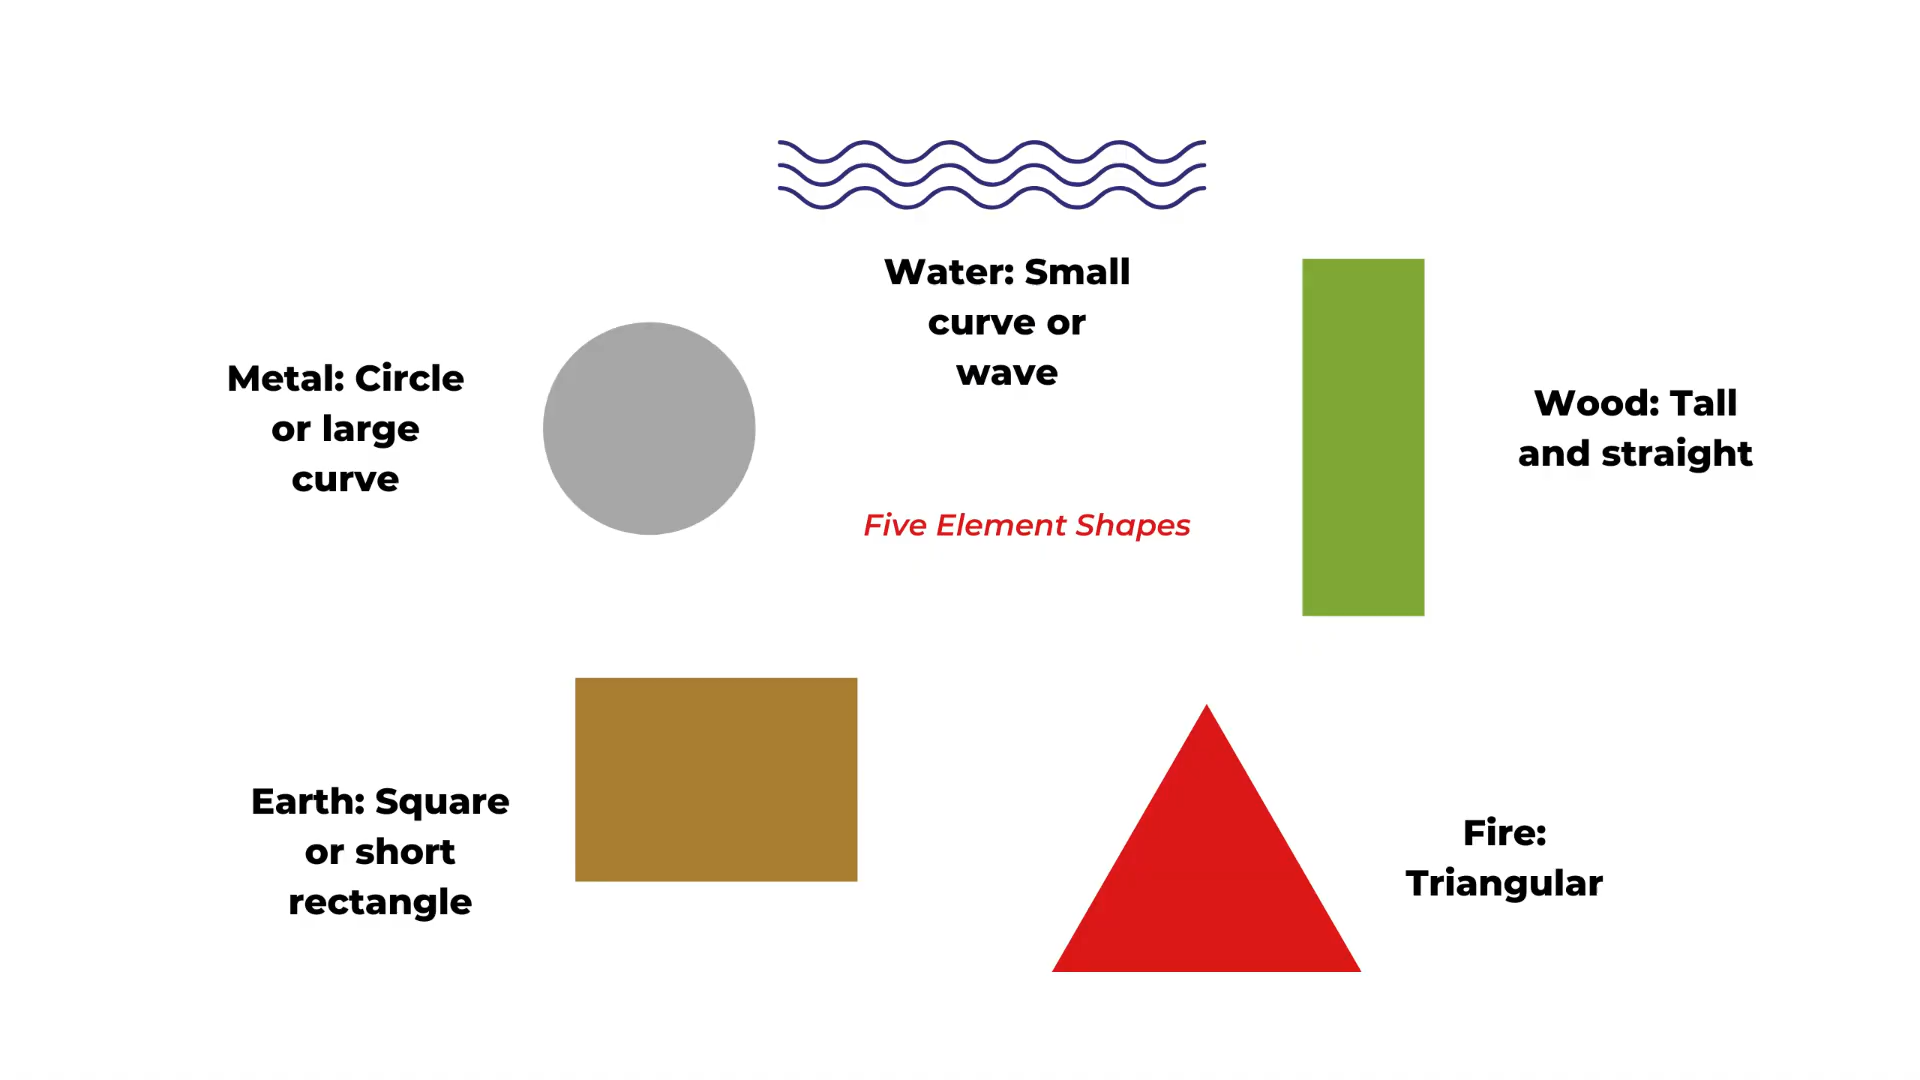 Water: Small
curve or
wave
Metal: Circle
or large
curve
Wood: Tall
and straight
Five Element Shapes
Earth: Square
or short
rectangle
Fire:
Triangular